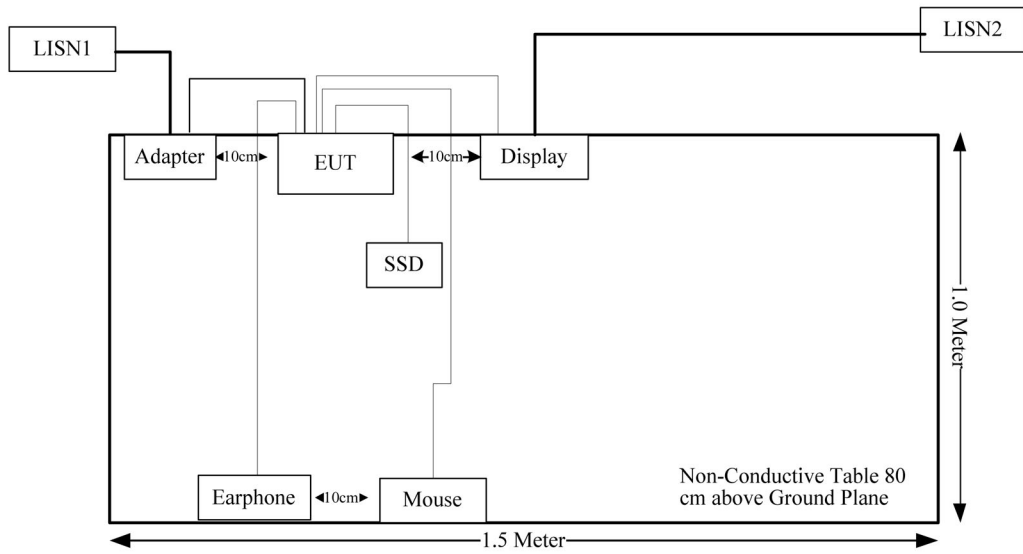 LISN1
LISN2
Adapter
10cm
EUT
10cm
Display
SSD
1.0 Meter
Earphone
10cm
Mouse
Non-Conductive Table 80
cm above Ground Plane
1.5 Meter